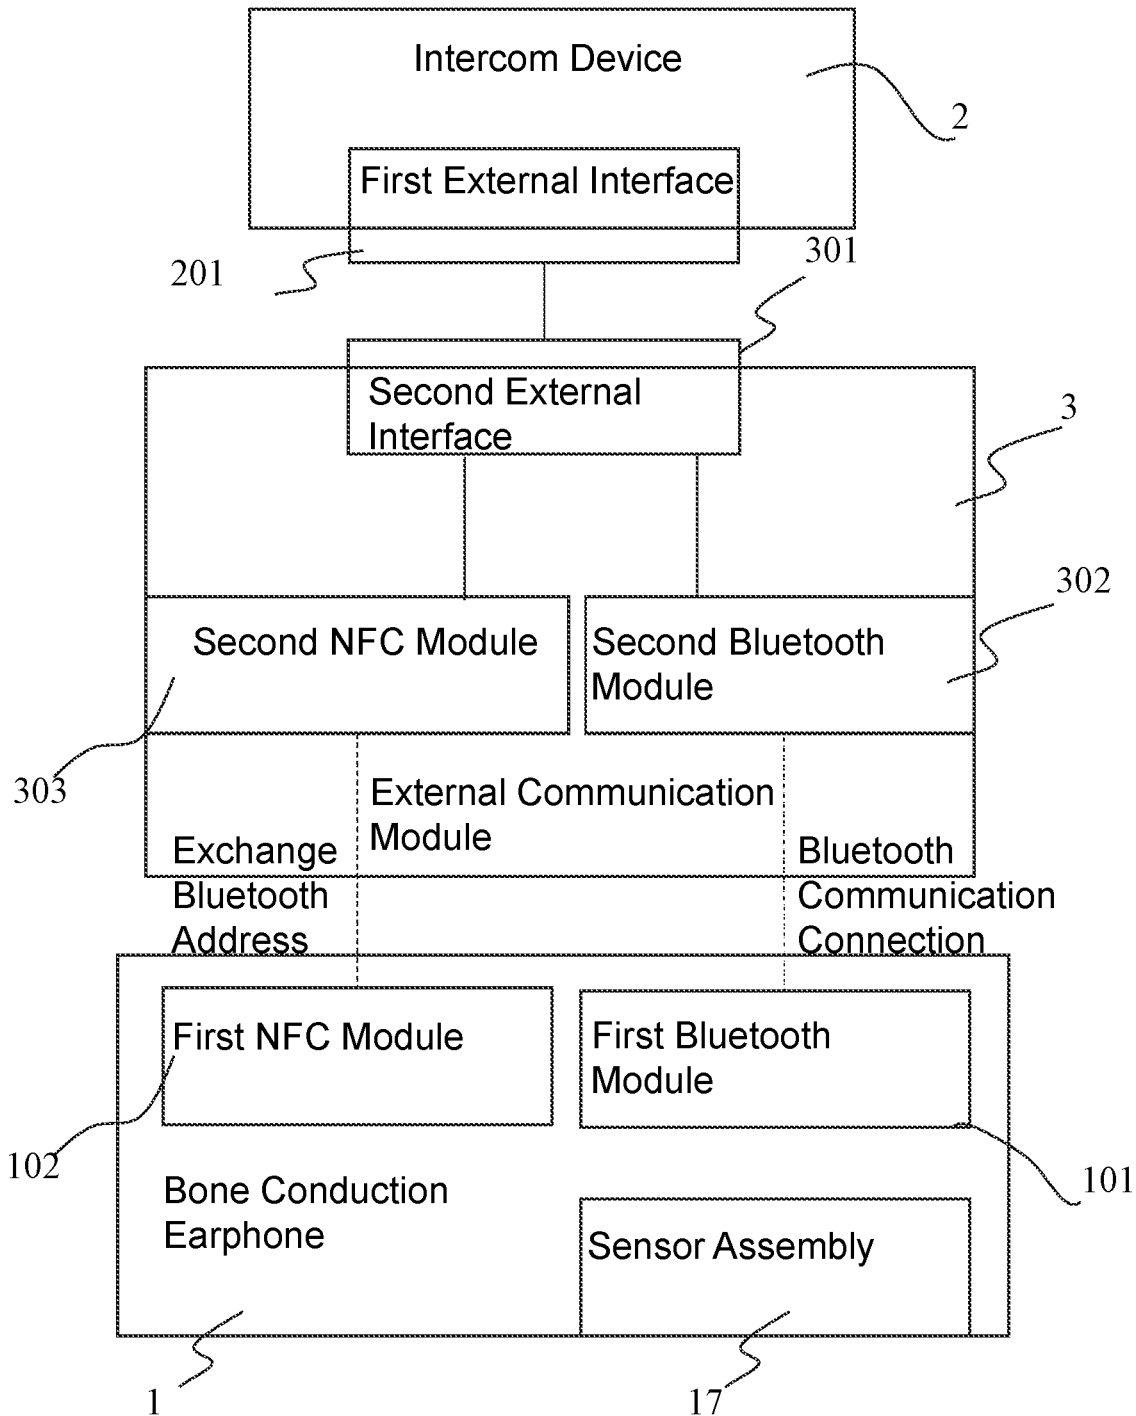 Intercom Device
2
First External Interface
201
301
Second External
Interface
3
302
Second NFC Module
Second Bluetooth
Module
303
External Communication
Module
Exchange
Bluetooth
Address
Bluetooth
Communication
Connection
First NFC Module
First Bluetooth
Module
102
101
Bone Conduction
Earphone
Sensor Assembly
1
17